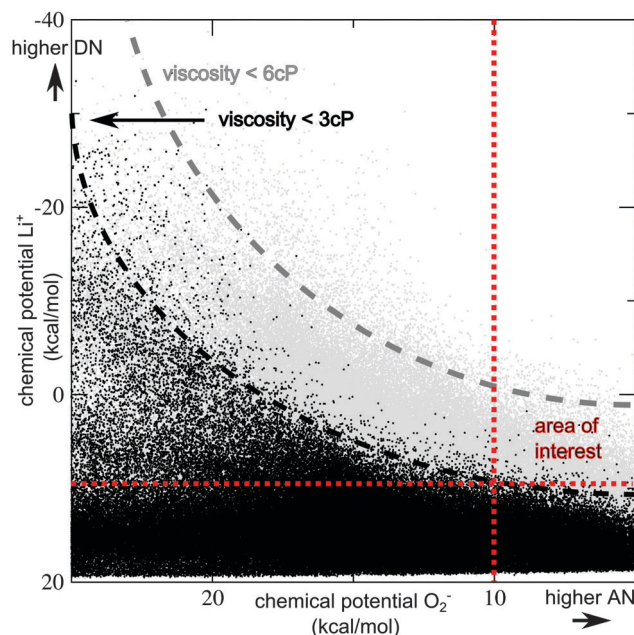 -40
higher DN
viscosity < 6cP
viscosity < 3cP
-20
chemical potential Li+
(kcal/mol)
0
area of
interest
20
20
chemical potential O2-
(kcal/mol)
10
higher AN